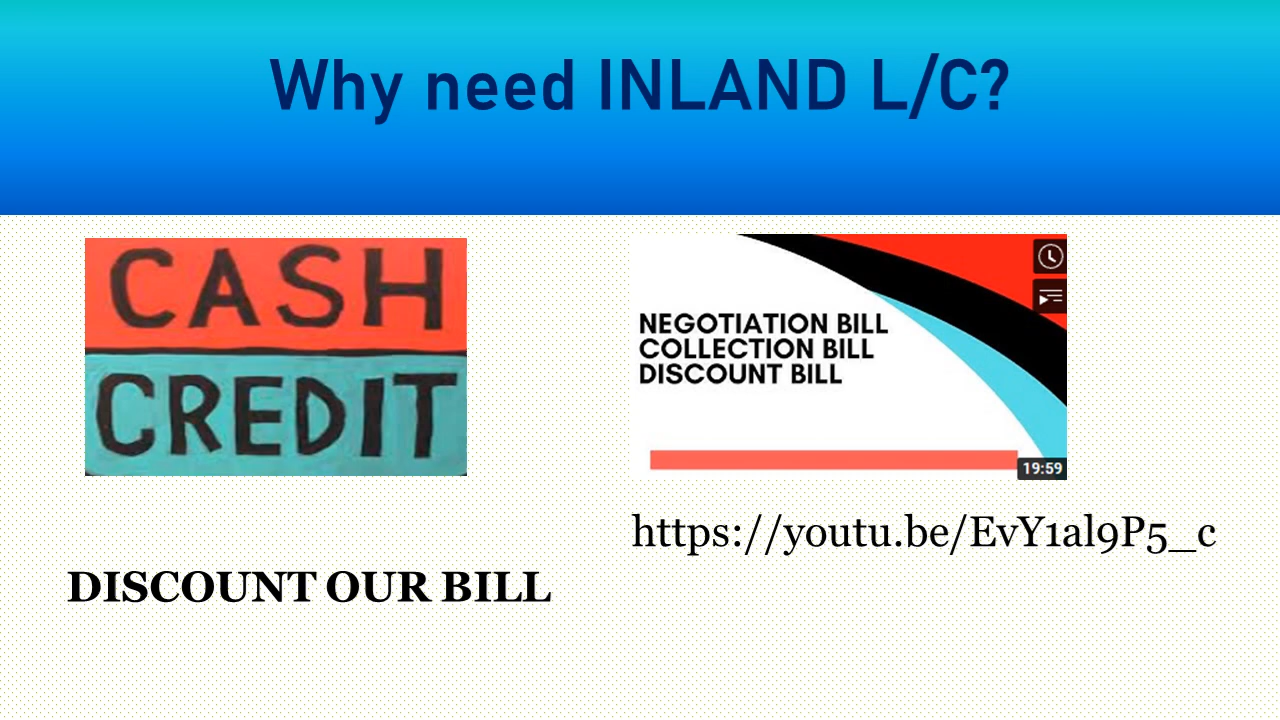 Why need INLAND L/C?
CASH
CREDIT
NEGOTIATION BILL
COLLECTION BILL
DISCOUNT BILL
19:59
https://youtu.be/EvY1al9P5_c
DISCOUNT OUR BILL